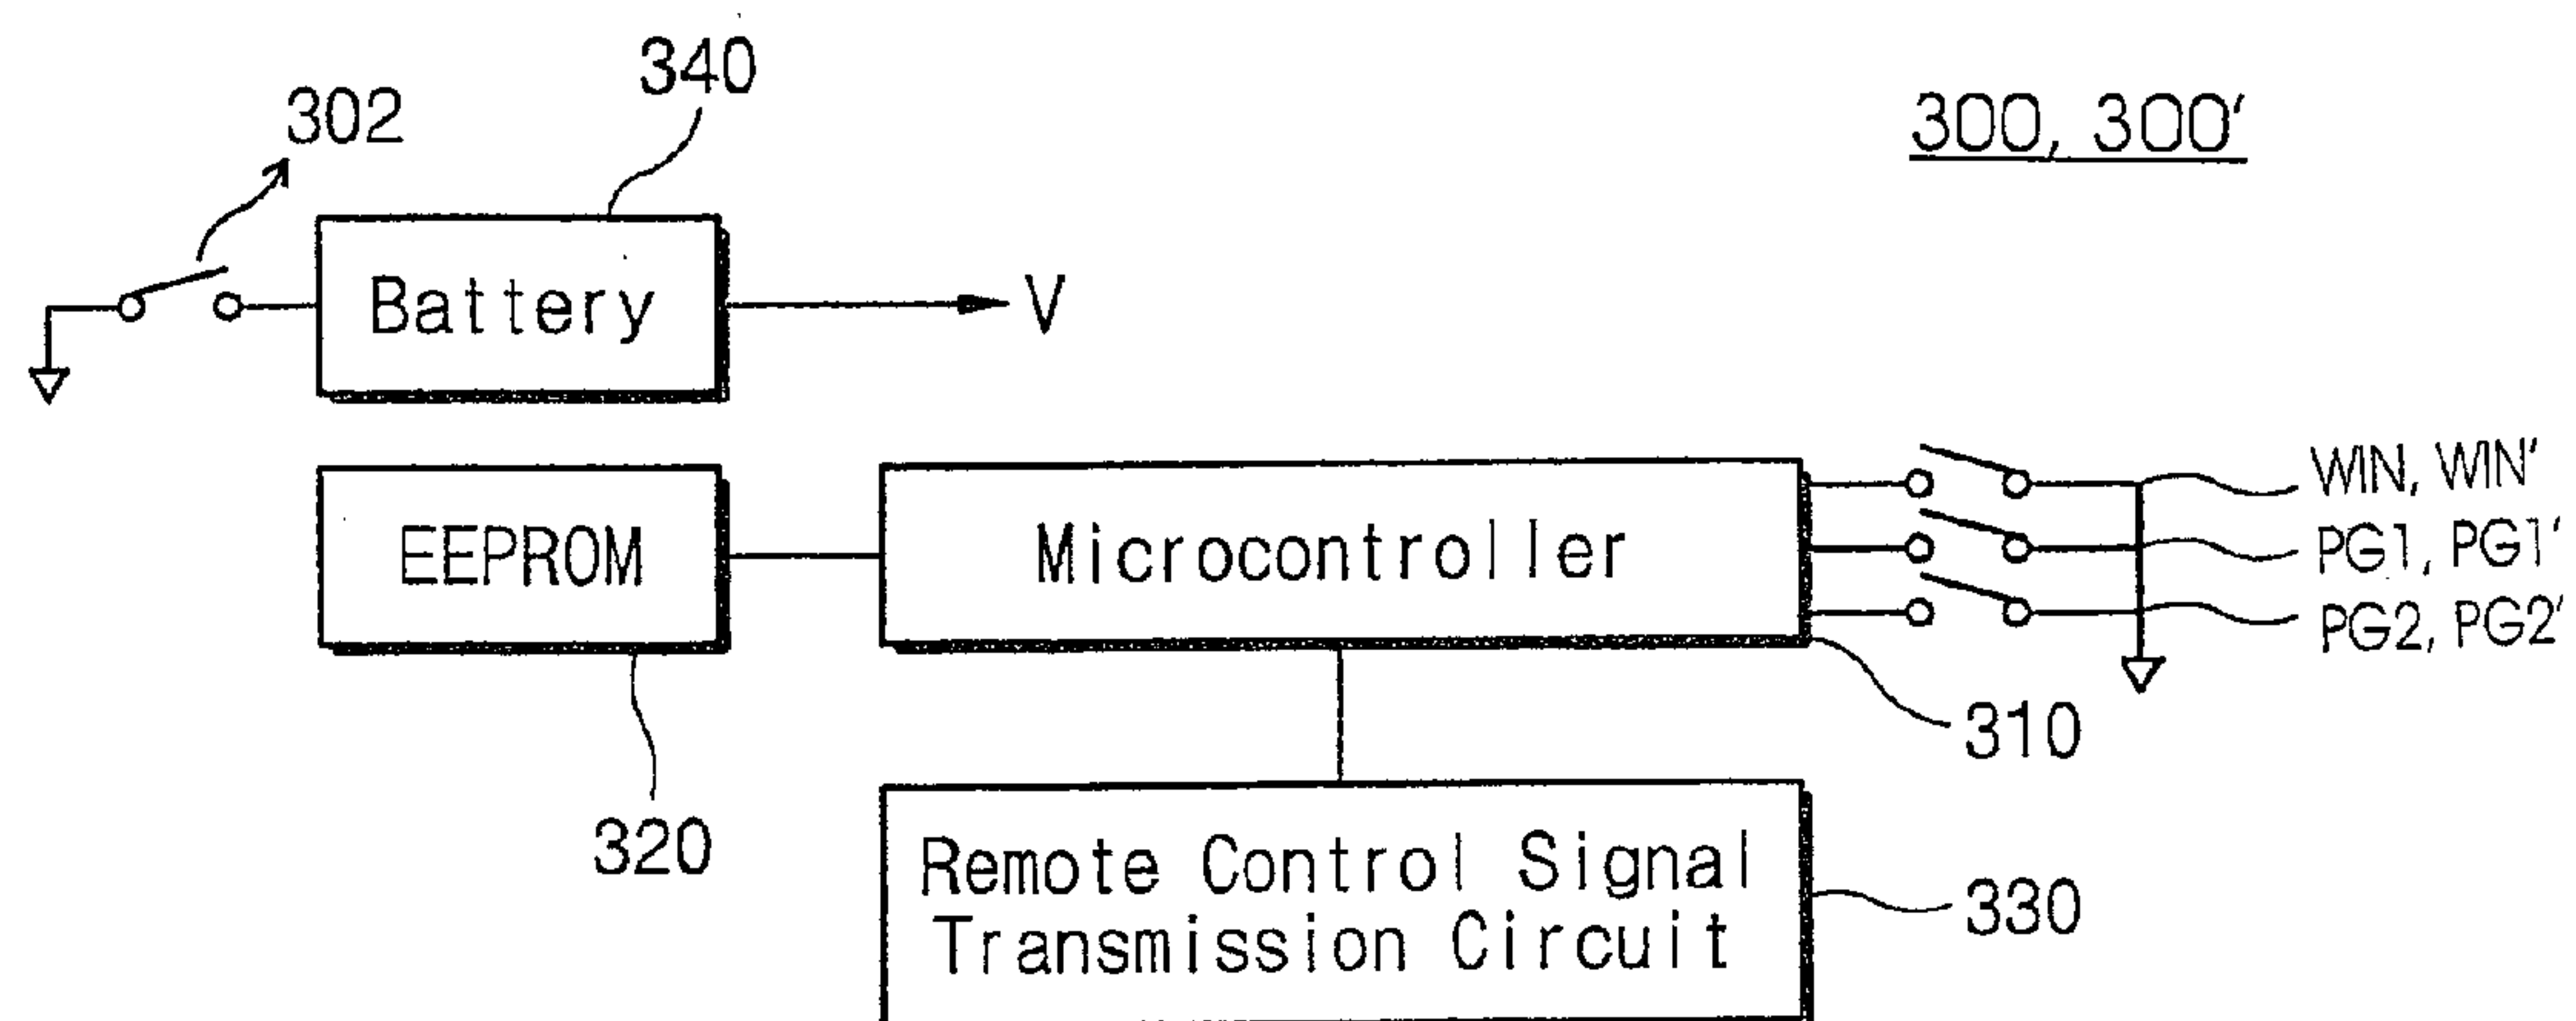 340
302
300, 300'
Battery
V
EEPROM
Microcontroller
WIN, WIN'
PG1, PG1'
PG2, PG2'
310
320
Remote Control Signal
Transmission Circuit
330